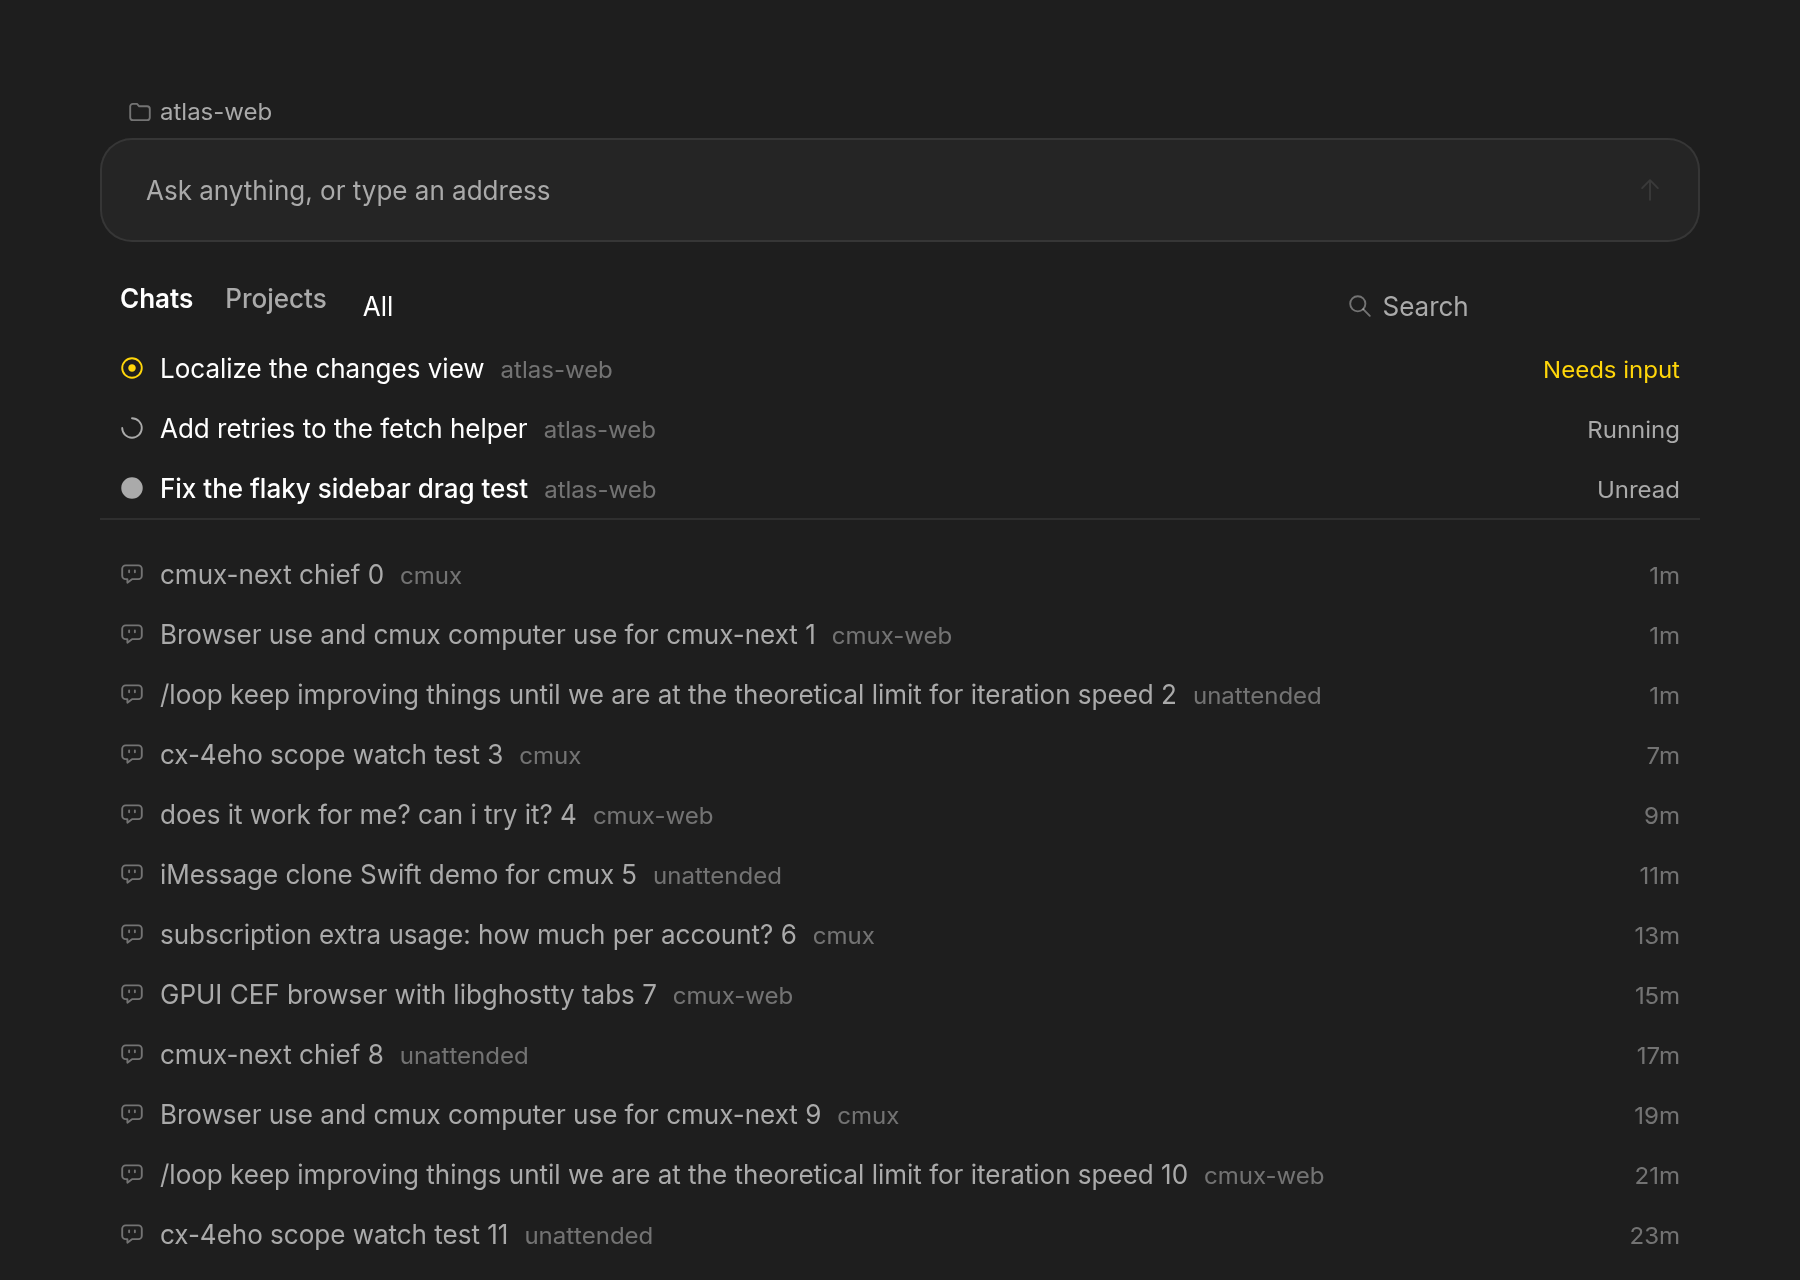 atlas-web
Ask anything, or type an address
Chats Projects All Search
Localize the changes view atlas-web Needs input
Add retries to the fetch helper atlas-web Running
Fix the flaky sidebar drag test atlas-web Unread
cmux-next chief 0 cmux 1m
Browser use and cmux computer use for cmux-next 1 cmux-web 1m
/loop keep improving things until we are at the theoretical limit for iteration speed 2 unattended 1m
cx-4eho scope watch test 3 cmux 7m
does it work for me? can i try it? 4 cmux-web 9m
iMessage clone Swift demo for cmux 5 unattended 11m
subscription extra usage: how much per account? 6 cmux 13m
GPUI CEF browser with libghostty tabs 7 cmux-web 15m
cmux-next chief 8 unattended 17m
Browser use and cmux computer use for cmux-next 9 cmux 19m
/loop keep improving things until we are at the theoretical limit for iteration speed 10 cmux-web 21m
cx-4eho scope watch test 11 unattended 23m